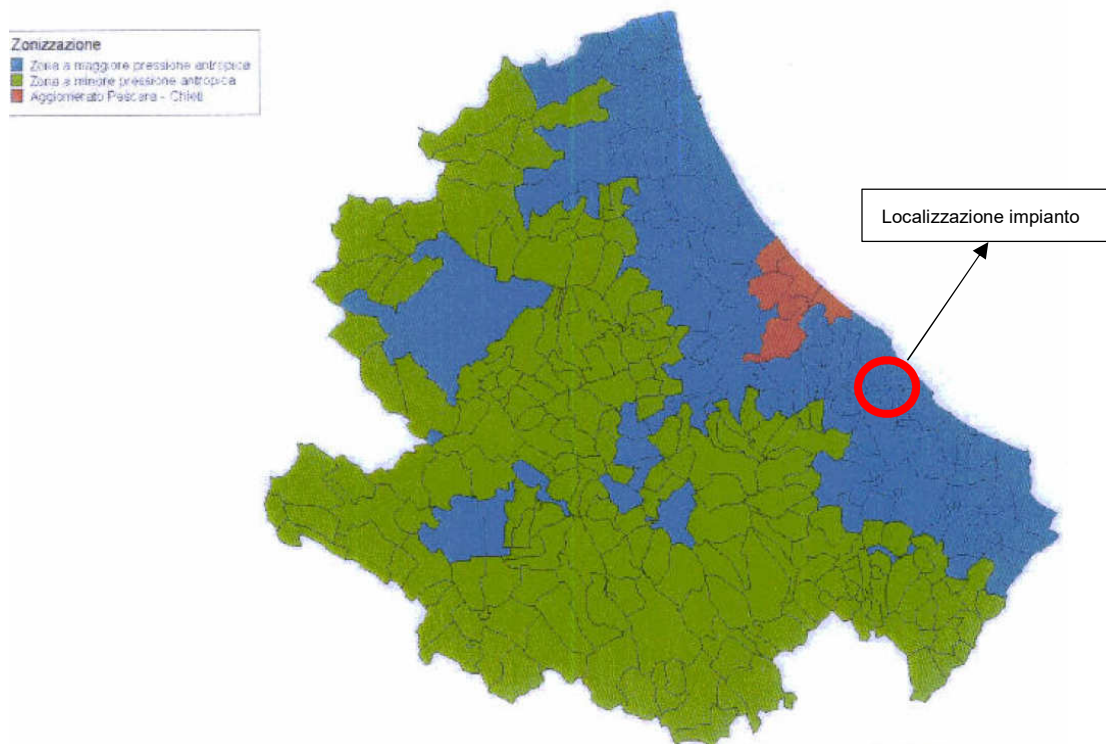 Zonizzazione
Zona a maggiore pressione antropica
Zona a minore pressione antropica
Agglomerato Pescara - Chieti
Localizzazione impianto